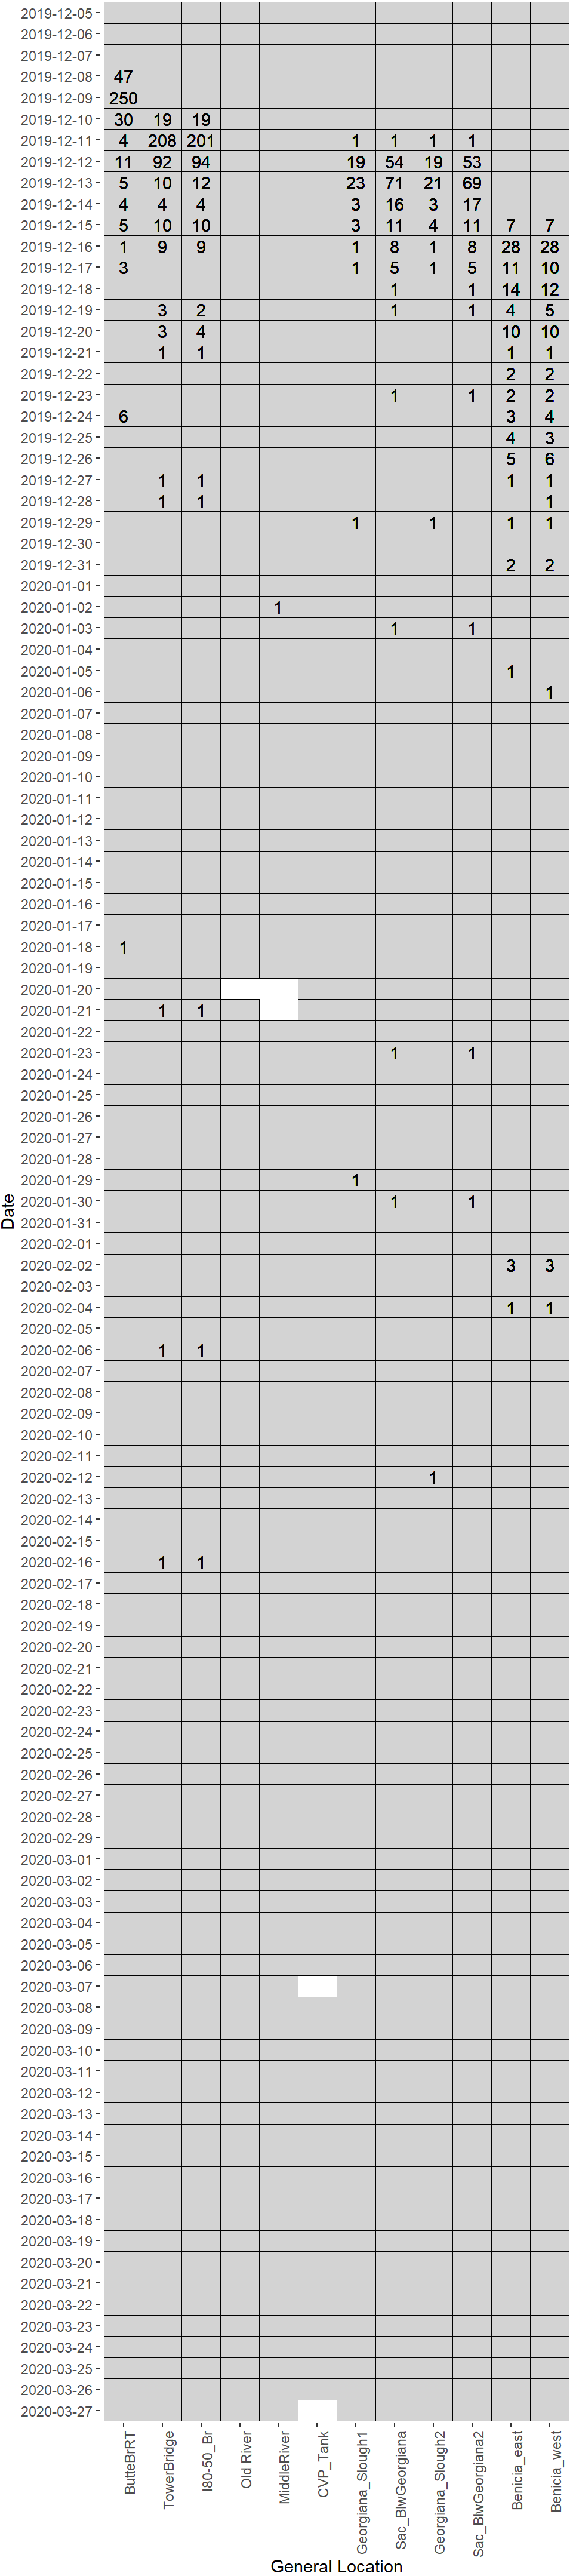 2019-12-05
2019-12-06
2019-12-07
2019-12-08 47
2019-12-09 250
2019-12-10 30 19 19
2019-12-11 4 208 201 1 1 1 1
2019-12-12 11 92 94 19 54 19 53
2019-12-13 5 10 12 23 71 21 69
2019-12-14 4 4 4 3 16 3 17
2019-12-15 5 10 10 3 11 4 11 7 7
2019-12-16 1 9 9 1 8 1 8 28 28
2019-12-17 3 1 5 1 5 11 10
2019-12-18 1 1 14 12
2019-12-19 3 2 1 1 4 5
2019-12-20 3 4 10 10
2019-12-21 1 1 1 1
2019-12-22 2 2
2019-12-23 1 1 2 2
2019-12-24 6 3 4
2019-12-25 4 3
2019-12-26 5 6
2019-12-27 1 1 1 1
2019-12-28 1 1 1
2019-12-29 1 1 1 1
2019-12-30
2019-12-31 2 2
2020-01-01
2020-01-02 1
2020-01-03 1 1
2020-01-04
2020-01-05 1
2020-01-06 1
2020-01-07
2020-01-08
2020-01-09
2020-01-10
2020-01-11
2020-01-12
2020-01-13
2020-01-14
2020-01-15
2020-01-16
2020-01-17
2020-01-18 1
2020-01-19
2020-01-20
2020-01-21 1 1
2020-01-22
2020-01-23 1 1
2020-01-24
2020-01-25
2020-01-26
2020-01-27
2020-01-28
2020-01-29 1
2020-01-30 1 1
2020-01-31
2020-02-01
2020-02-02 3 3
2020-02-03
2020-02-04 1 1
2020-02-05
2020-02-06 1 1
2020-02-07
2020-02-08
2020-02-09
2020-02-10
2020-02-11
2020-02-12 1
2020-02-13
2020-02-14
2020-02-15
2020-02-16 1 1
2020-02-17
2020-02-18
2020-02-19
2020-02-20
2020-02-21
2020-02-22
2020-02-23
2020-02-24
2020-02-25
2020-02-26
2020-02-27
2020-02-28
2020-02-29
2020-03-01
2020-03-02
2020-03-03
2020-03-04
2020-03-05
2020-03-06
2020-03-07
2020-03-08
2020-03-09
2020-03-10
2020-03-11
2020-03-12
2020-03-13
2020-03-14
2020-03-15
2020-03-16
2020-03-17
2020-03-18
2020-03-19
2020-03-20
2020-03-21
2020-03-22
2020-03-23
2020-03-24
2020-03-25
2020-03-26
2020-03-27
Date
ButteBrRT
TowerBridge
I80-50_Br
Old River
MiddleRiver
CVP_Tank
Georgiana_Slough1
Sac_BlwGeorgiana
Georgiana_Slough2
Sac_BlwGeorgiana2
Benicia_east
Benicia_west
General Location